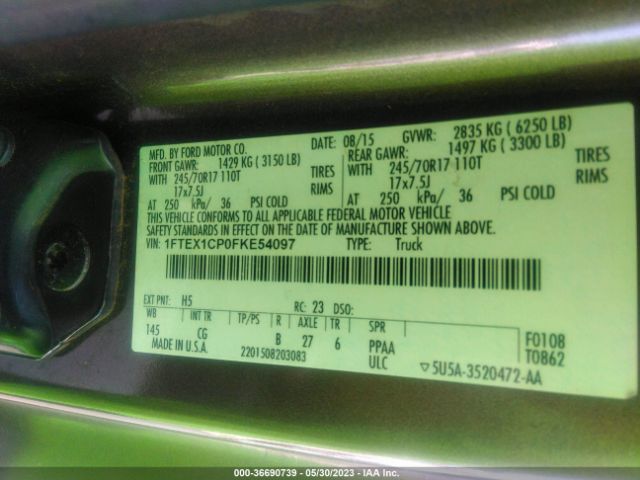 MFD. BY FORD MOTOR CO. DATE: 08/15 GVWR: 2835 KG ( 6250 LB)
FRONT GAWR: 1429 KG ( 3150 LB) REAR GAWR: 1497 KG ( 3300 LB)
WITH 245/70R17 110T TIRES WITH 245/70R17 110T TIRES
17x7.5J RIMS 17x7.5J RIMS
AT 250 kPa/ 36 PSI COLD AT 250 kPa/ 36 PSI COLD
THIS VEHICLE CONFORMS TO ALL APPLICABLE FEDERAL MOTOR VEHICLE
SAFETY STANDARDS IN EFFECT ON THE DATE OF MANUFACTURE SHOWN ABOVE.
VIN: 1FTEX1CP0FKE54097 TYPE: Truck
EXT PNT: H5 RC: 23 DSO:
WB INT TR TP/PS R AXLE TR SPR F0108
145 CG B 27 6 PPAA T0862
MADE IN U.S.A. 2201508203083 ULC ▽5U5A-3520472-AA
000-36690739 - 05/30/2023 - IAA Inc.